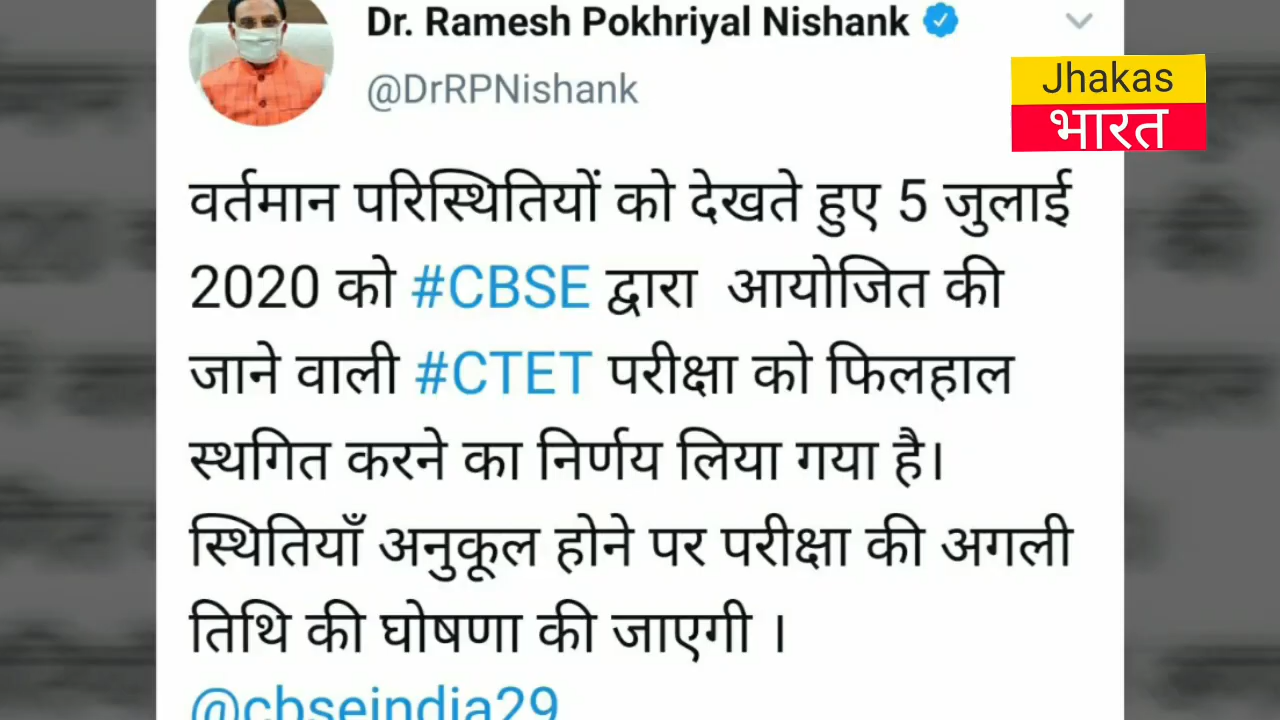 Dr. Ramesh Pokhriyal Nishank
@DrRPNishank
Jhakas
भारत
वर्तमान परिस्थितियों को देखते हुए 5 जुलाई
2020 को #CBSE द्वारा आयोजित की
जाने वाली #CTET परीक्षा को फिलहाल
स्थगित करने का निर्णय लिया गया है।
स्थितियाँ अनुकूल होने पर परीक्षा की अगली
तिथि की घोषणा की जाएगी ।
@cbseindia29